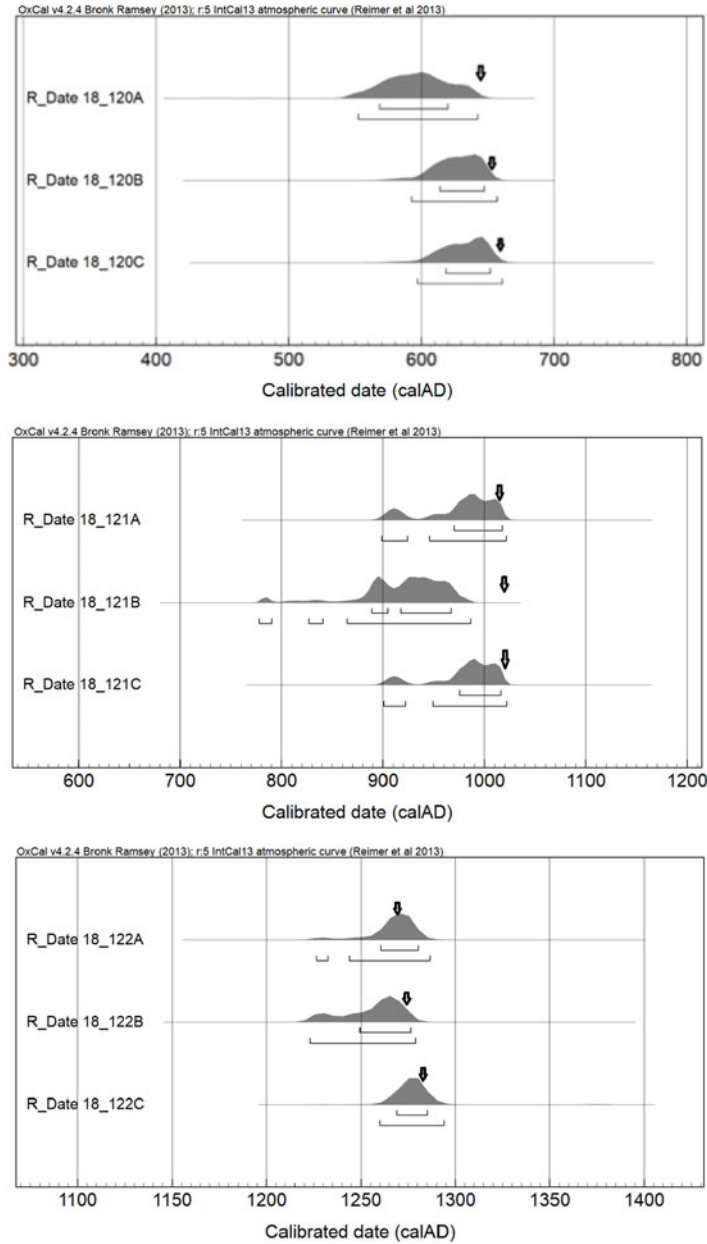 OxCal v4.2.4 Bronk Ramsey (2013); r:5 IntCal13 atmospheric curve (Reimer et al 2013)
R_Date 18_120A
R_Date 18_120B
R_Date 18_120C
300 400 500 600 700 800
Calibrated date (calAD)
OxCal v4.2.4 Bronk Ramsey (2013); r:5 IntCal13 atmospheric curve (Reimer et al 2013)
R_Date 18_121A
R_Date 18_121B
R_Date 18_121C
600 700 800 900 1000 1100 1200
Calibrated date (calAD)
OxCal v4.2.4 Bronk Ramsey (2013); r:5 IntCal13 atmospheric curve (Reimer et al 2013)
R_Date 18_122A
R_Date 18_122B
R_Date 18_122C
1100 1150 1200 1250 1300 1350 1400
Calibrated date (calAD)